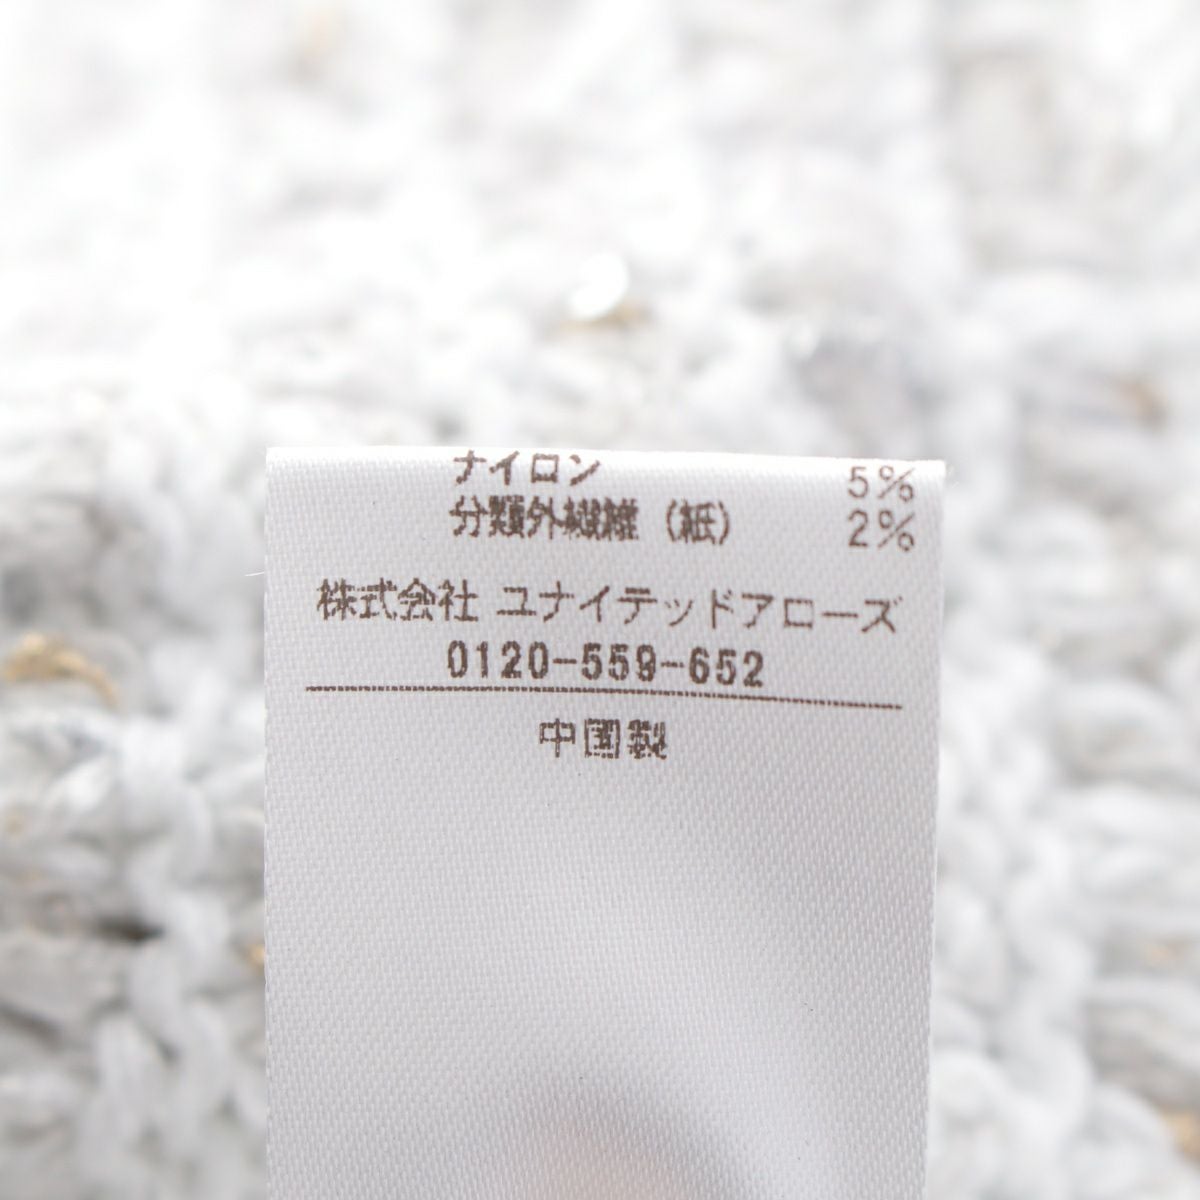 ナイロン 5%
分類外繊維(紙) 2%
株式会社 ユナイテッドアローズ
0120-559-652
中国製